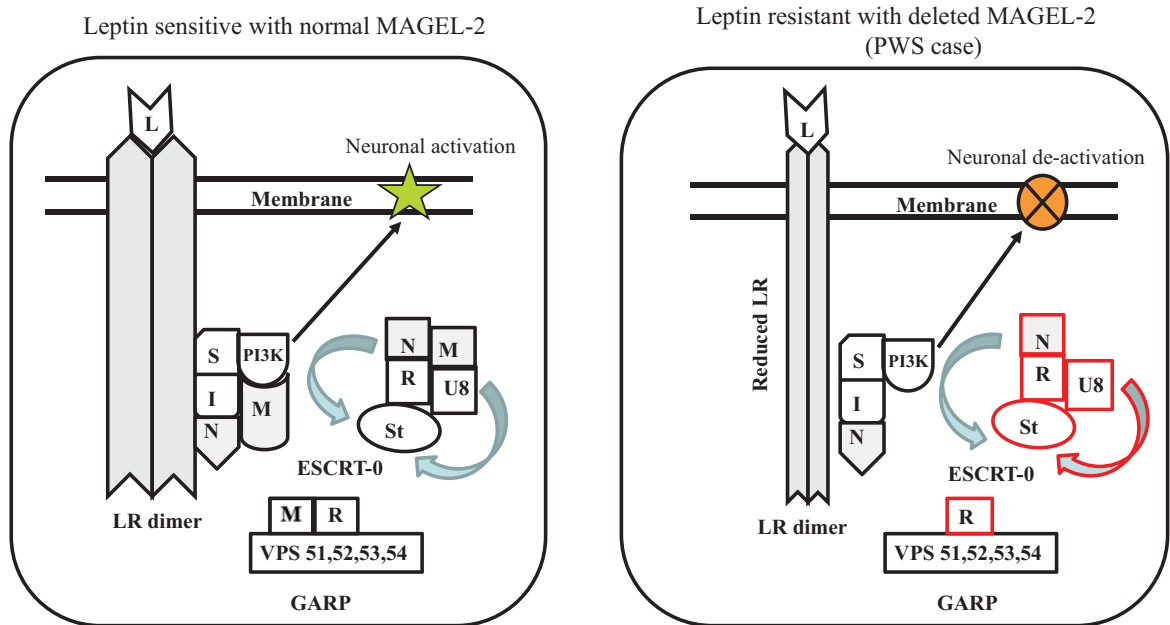 Leptin sensitive with normal MAGEL-2
L
Neuronal activation
Membrane
S
PI3K
I
M
N
N
M
R
U8
St
ESCRT-0
LR dimer
M
R
VPS 51,52,53,54
GARP
Leptin resistant with deleted MAGEL-2
(PWS case)
L
Neuronal de-activation
Membrane
Reduced LR
S
PI3K
I
N
N
R
U8
St
ESCRT-0
LR dimer
R
VPS 51,52,53,54
GARP